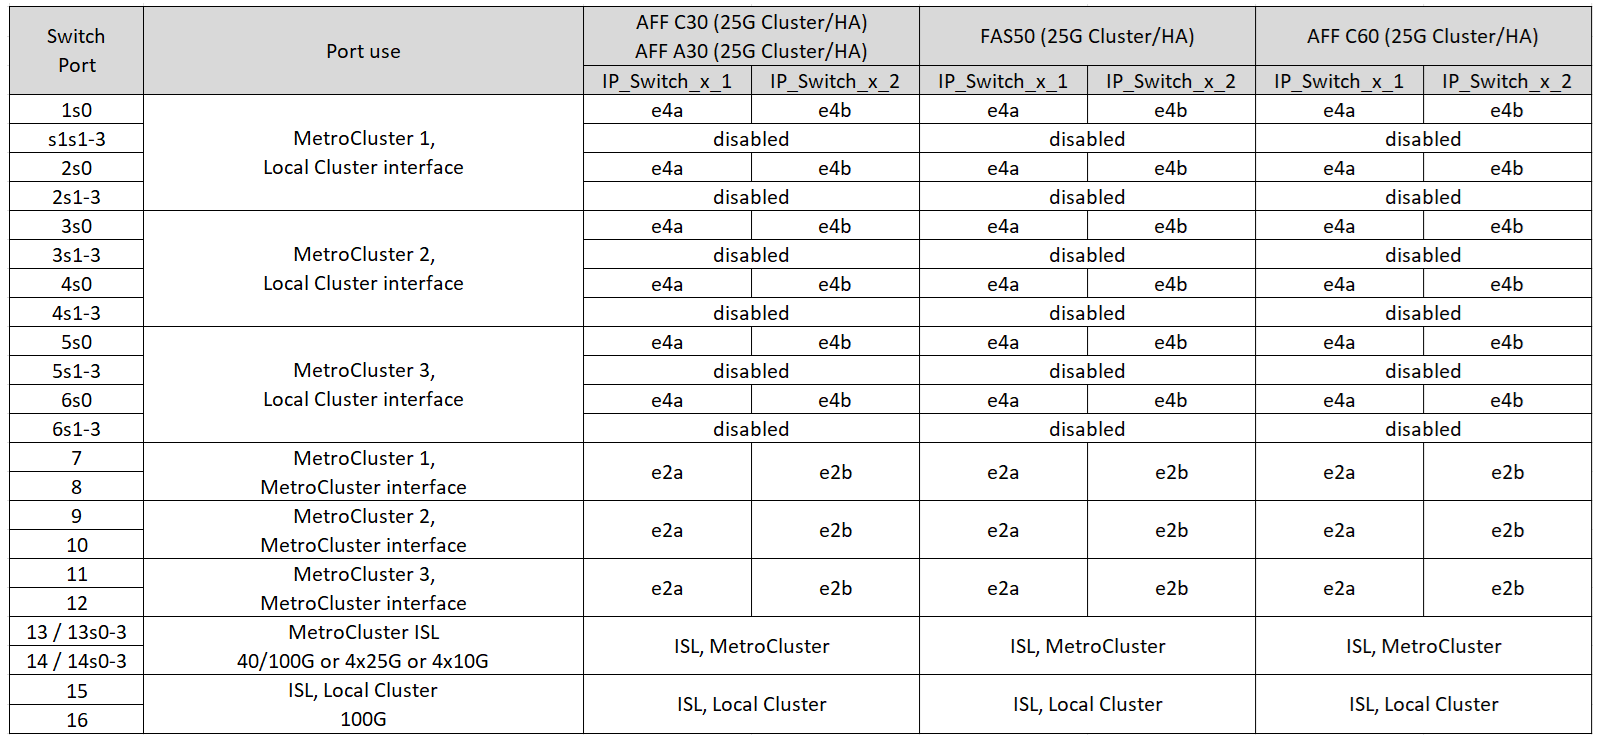 Switch Port | Port use | AFF C30 (25G Cluster/HA) AFF A30 (25G Cluster/HA) | FAS50 (25G Cluster/HA) | AFF C60 (25G Cluster/HA)
IP_Switch_x_1 | IP_Switch_x_2 | IP_Switch_x_1 | IP_Switch_x_2 | IP_Switch_x_1 | IP_Switch_x_2
1s0 | MetroCluster 1, Local Cluster interface | e4a | e4b | e4a | e4b | e4a | e4b
s1s1-3 | disabled | disabled | disabled
2s0 | e4a | e4b | e4a | e4b | e4a | e4b
2s1-3 | disabled | disabled | disabled
3s0 | MetroCluster 2, Local Cluster interface | e4a | e4b | e4a | e4b | e4a | e4b
3s1-3 | disabled | disabled | disabled
4s0 | e4a | e4b | e4a | e4b | e4a | e4b
4s1-3 | disabled | disabled | disabled
5s0 | MetroCluster 3, Local Cluster interface | e4a | e4b | e4a | e4b | e4a | e4b
5s1-3 | disabled | disabled | disabled
6s0 | e4a | e4b | e4a | e4b | e4a | e4b
6s1-3 | disabled | disabled | disabled
7 | MetroCluster 1, MetroCluster interface | e2a | e2b | e2a | e2b | e2a | e2b
8
9 | MetroCluster 2, MetroCluster interface | e2a | e2b | e2a | e2b | e2a | e2b
10
11 | MetroCluster 3, MetroCluster interface | e2a | e2b | e2a | e2b | e2a | e2b
12
13 / 13s0-3 | MetroCluster ISL 40/100G or 4x25G or 4x10G | ISL, MetroCluster | ISL, MetroCluster | ISL, MetroCluster
14 / 14s0-3
15 | ISL, Local Cluster 100G | ISL, Local Cluster | ISL, Local Cluster | ISL, Local Cluster
16